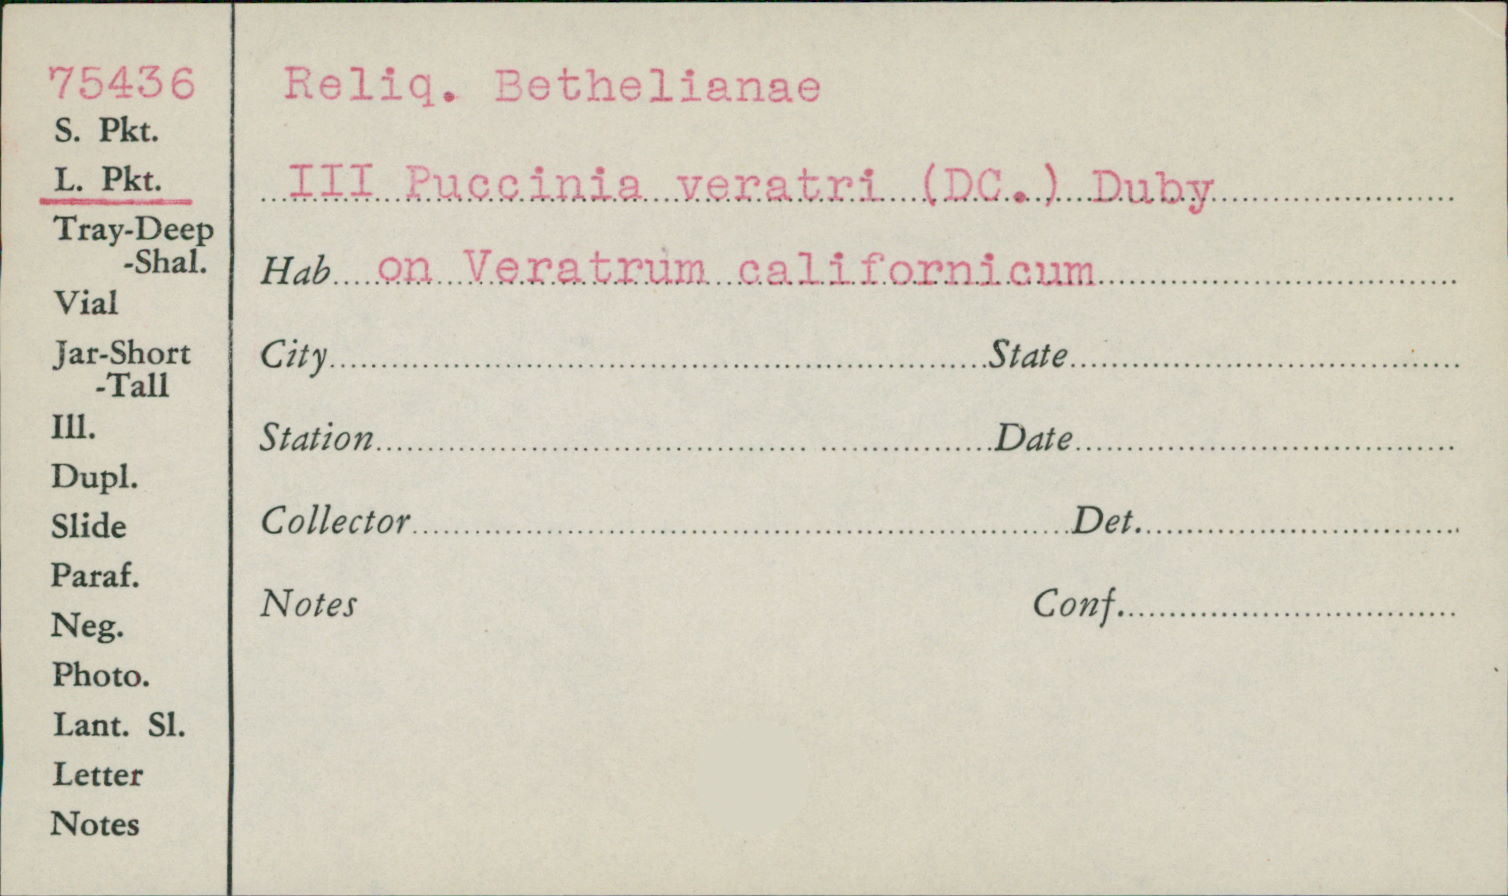 75436
S. Pkt.
L. Pkt.
Tray-Deep
-Shal.
Vial
Jar-Short
-Tall
Ill.
Dupl.
Slide
Paraf.
Neg.
Photo.
Lant. Sl.
Letter
Notes
Reliq. Bethelianae
III Puccinia veratri (DC.) Duby
Hab on Veratrum californicum
City State
Station Date
Collector Det.
Notes Conf.